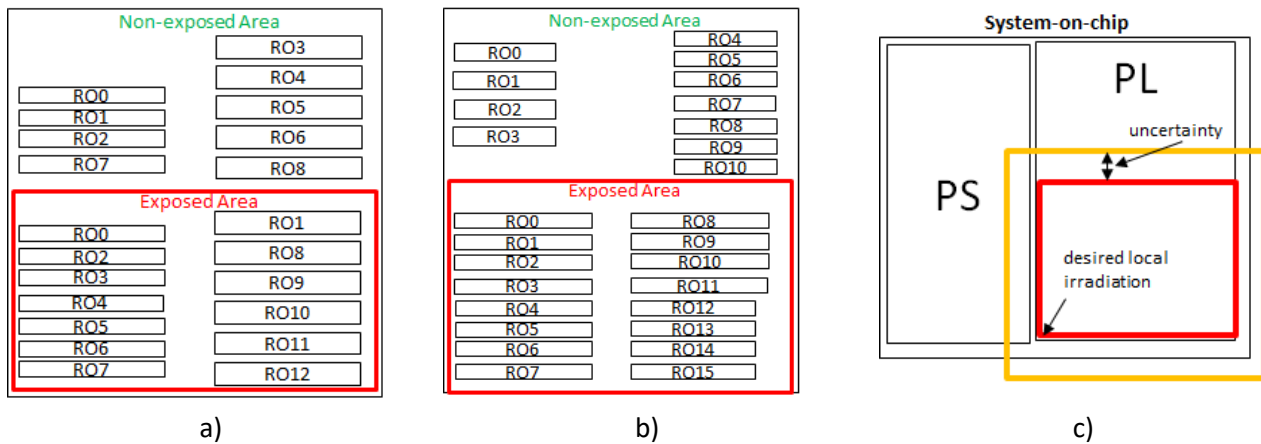 Non-exposed Area
RO0
RO1
RO2
RO7
RO3
RO4
RO5
RO6
RO8
Exposed Area
RO0
RO2
RO3
RO4
RO5
RO6
RO7
RO1
RO8
RO9
RO10
RO11
RO12
a)
Non-exposed Area
RO0
RO1
RO2
RO3
RO4
RO5
RO6
RO7
RO8
RO9
RO10
Exposed Area
RO0
RO1
RO2
RO3
RO4
RO5
RO6
RO7
RO8
RO9
RO10
RO11
RO12
RO13
RO14
RO15
b)
System-on-chip
PS
PL
uncertainty
desired local
irradiation
c)